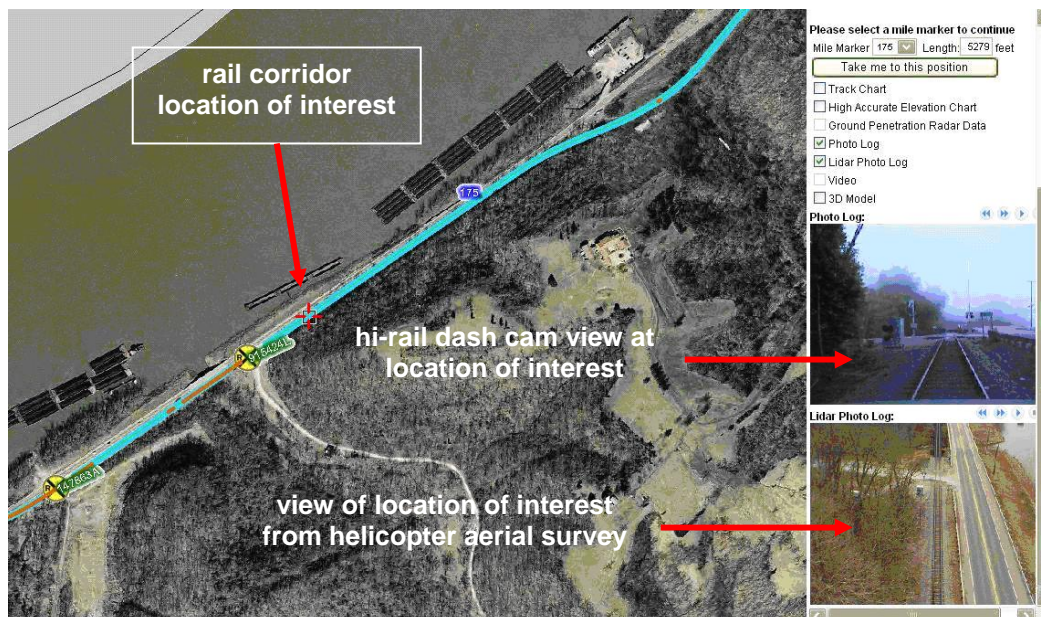 rail corridor
location of interest
175
hi-rail dash cam view at
location of interest
view of location of interest
from helicopter aerial survey
Please select a mile marker to continue
Mile Marker 175 Length: 5279 feet
Take me to this position
Track Chart
High Accurate Elevation Chart
Ground Penetration Radar Data
Photo Log
Lidar Photo Log
Video
3D Model
Photo Log:
Lidar Photo Log: